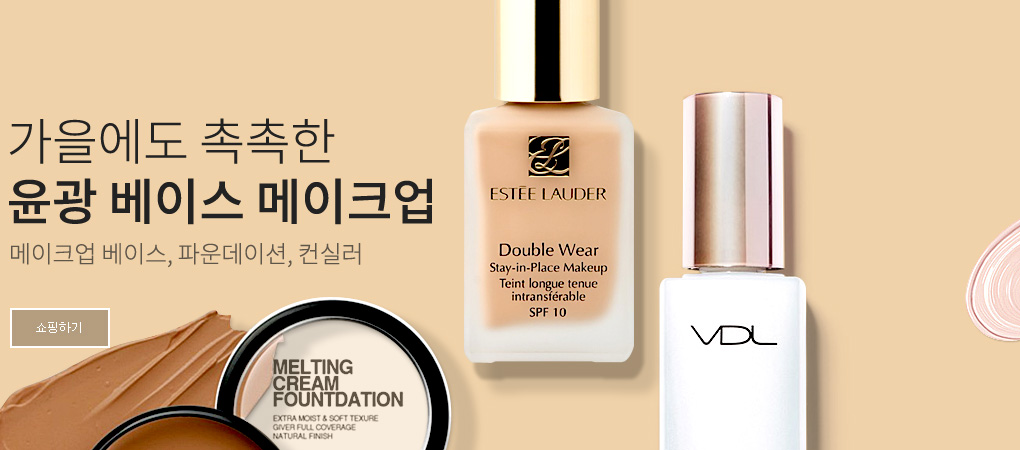 가을에도 촉촉한
윤광 베이스 메이크업
메이크업 베이스, 파운데이션, 컨실러
쇼핑하기
ESTĒE LAUDER
Double Wear
Stay-in-Place Makeup
Teint longue tenue
intransférable
SPF 10
VDL
MELTING
CREAM
FOUNTDATION
EXTRA MOIST & SOFT TEXURE
GIVER FULL COVERAGE
NATURAL FINISH